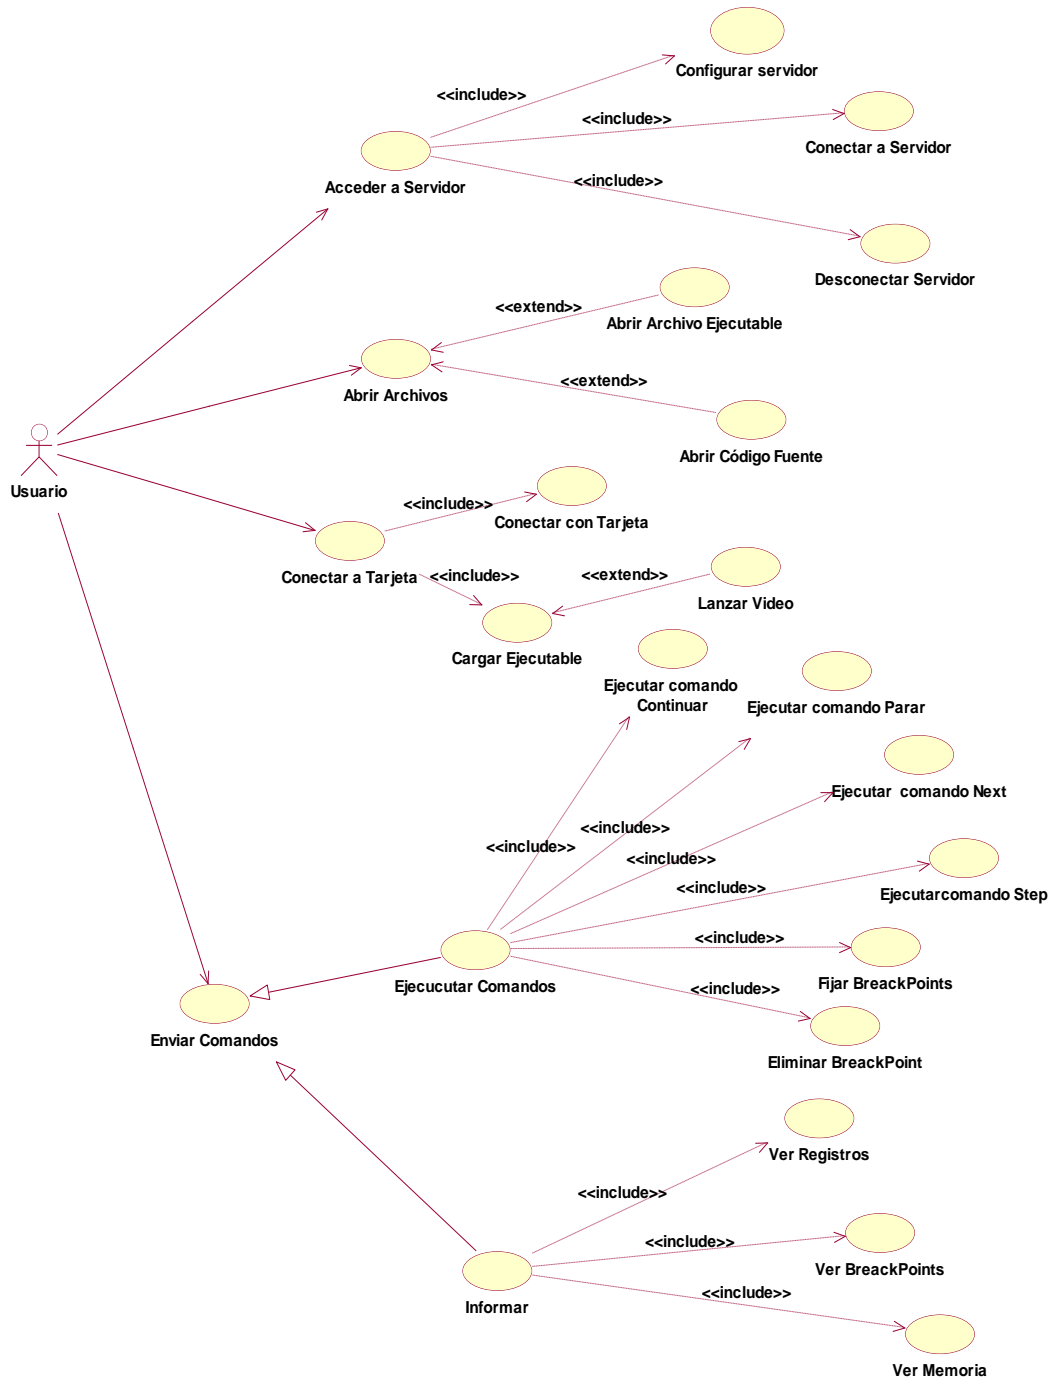 Configurar servidor
<<include>>
<<include>>
Conectar a Servidor
Acceder a Servidor
<<include>>
Desconectar Servidor
<<extend>>
Abrir Archivo Ejecutable
Abrir Archivos
<<extend>>
Abrir Código Fuente
Usuario
<<include>>
Conectar con Tarjeta
Conectar a Tarjeta
<<include>>
<<extend>>
Lanzar Video
Cargar Ejecutable
Ejecutar comando
Continuar
Ejecutar comando Parar
Ejecutar comando Next
<<include>>
<<include>>
<<include>>
<<include>>
Ejecutarcomando Step
<<include>>
Fijar BreackPoints
Ejecucutar Comandos
<<include>>
Eliminar BreackPoint
Enviar Comandos
Ver Registros
<<include>>
<<include>>
Ver BreackPoints
<<include>>
Informar
Ver Memoria